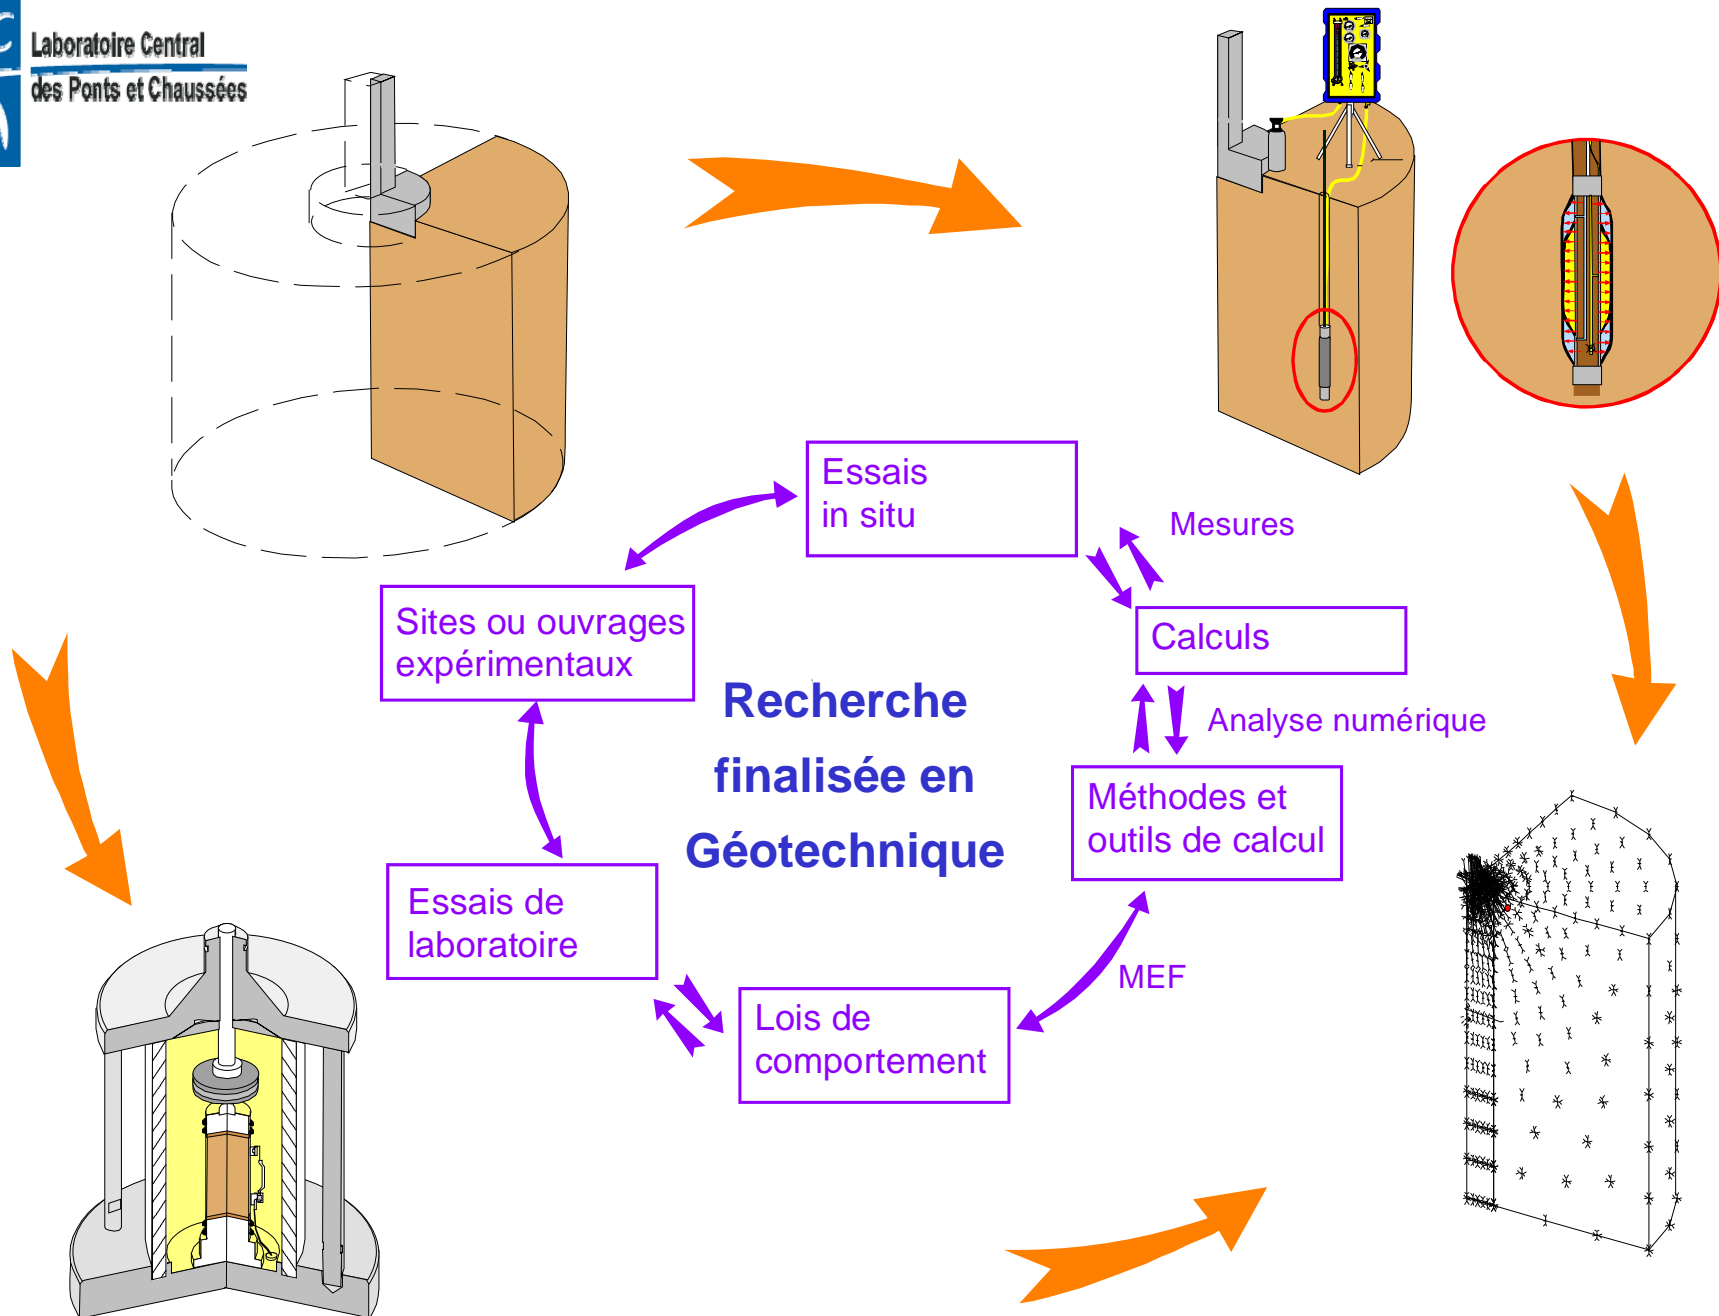 Laboratoire Central
des Ponts et Chaussées
Essais
in situ
Mesures
Sites ou ouvrages
expérimentaux
Calculs
Recherche
finalisée en
Géotechnique
Analyse numérique
Méthodes et
outils de calcul
Essais de
laboratoire
MEF
Lois de
comportement